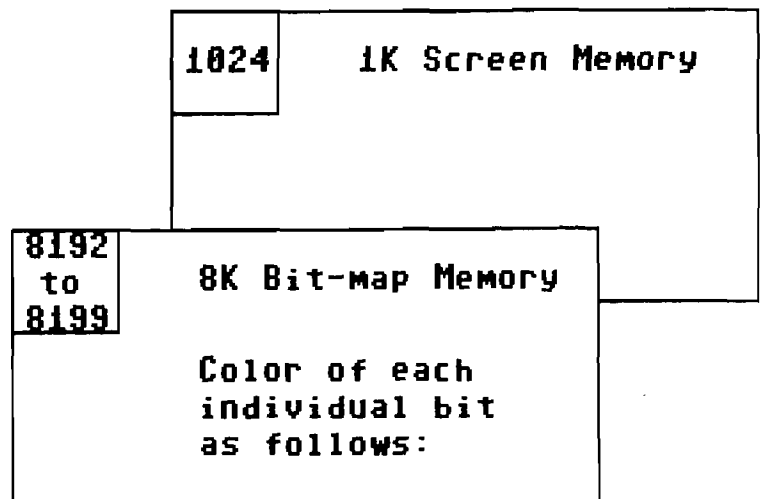 1024
1K Screen Memory
8192
to
8199
8K Bit-map Memory
Color of each
individual bit
as follows: